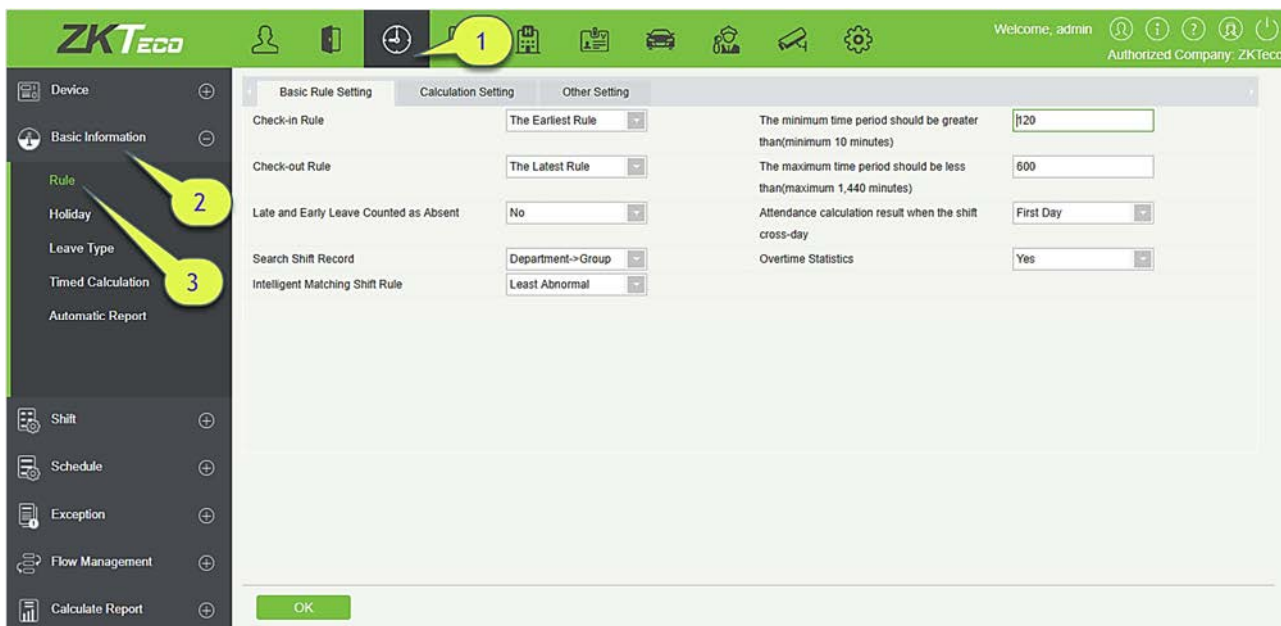 ZKTECO
1
Welcome, admin
Authorized Company: ZKTeco
Device
Basic Information
Rule
2
Holiday
Leave Type
Timed Calculation
3
Automatic Report
Shift
Schedule
Exception
Flow Management
Calculate Report
Basic Rule Setting
Calculation Setting
Other Setting
Check-in Rule
The Earliest Rule
The minimum time period should be greater
than(minimum 10 minutes)
120
Check-out Rule
The Latest Rule
The maximum time period should be less
than(maximum 1,440 minutes)
600
Late and Early Leave Counted as Absent
No
Attendance calculation result when the shift
cross-day
First Day
Search Shift Record
Department->Group
Overtime Statistics
Yes
Intelligent Matching Shift Rule
Least Abnormal
OK